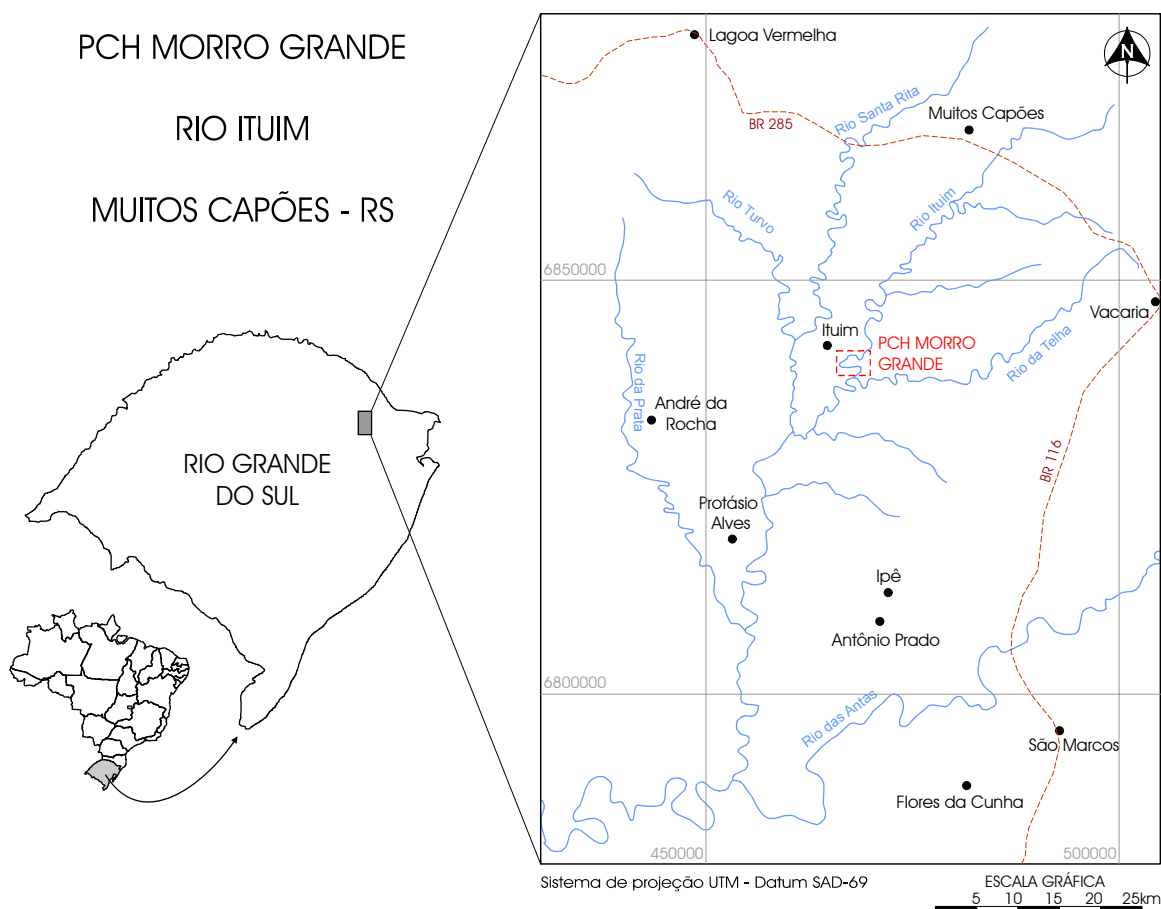 PCH MORRO GRANDE
RIO ITUIM
MUITOS CAPÕES - RS
RIO GRANDE
DO SUL
Lagoa Vermelha
N
BR 285
Rio Santa Rita
Muitos Capões
Rio Turvo
Rio Ituim
6850000
Vacaria
Ituim
PCH MORRO
GRANDE
Rio da Telha
Rio da Prata
André da
Rocha
BR 116
Protásio
Alves
Ipê
Antônio Prado
6800000
Rio das Antas
São Marcos
Flores da Cunha
450000
500000
Sistema de projeção UTM - Datum SAD-69
ESCALA GRÁFICA
5 10 15 20 25km